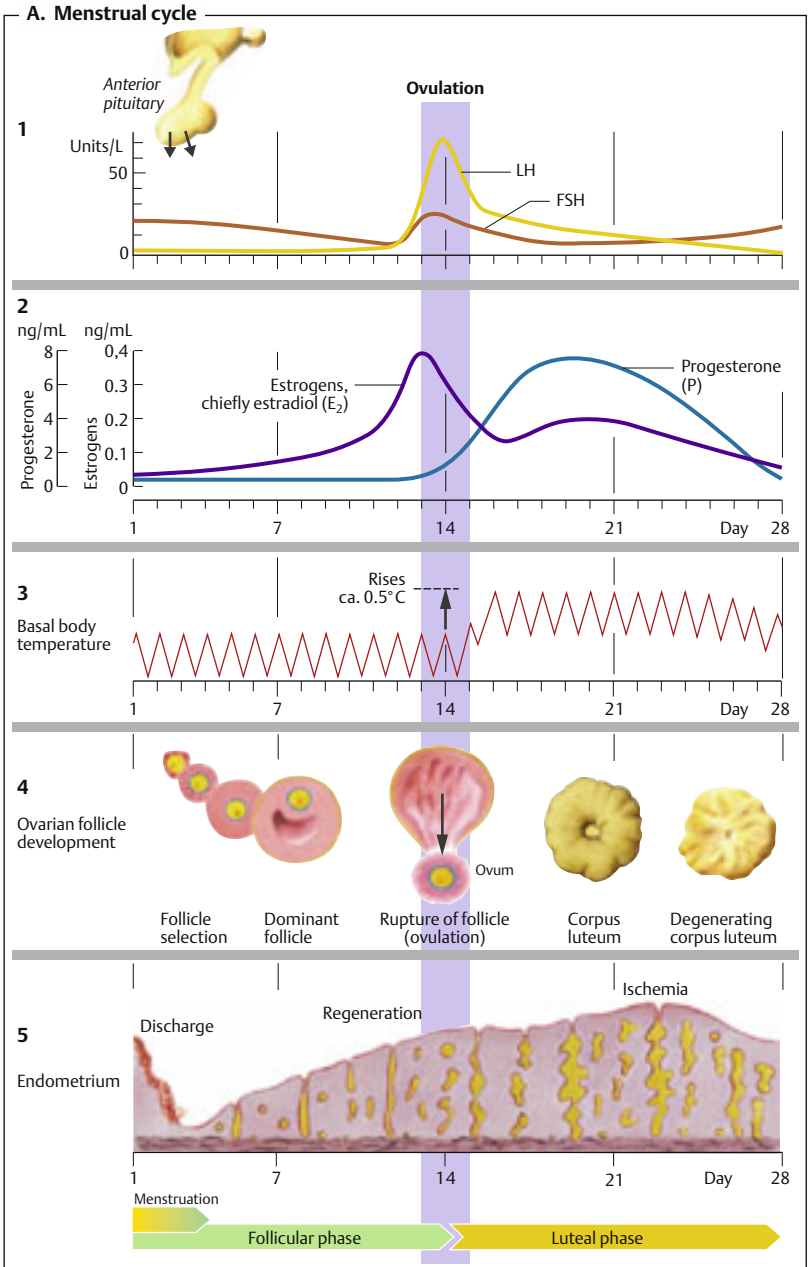 A. Menstrual cycle
Anterior
pituitary
Ovulation
1
Units/L
50
0
LH
FSH
2
ng/mL
ng/mL
8
6
4
2
0
Progesterone
0.4
0.3
0.2
0.1
0
Estrogens
Estrogens,
chiefly estradiol (E₂)
Progesterone
(P)
1
7
14
21
Day
28
3
Basal body
temperature
Rises
ca. 0.5°C
1
7
14
21
Day
28
4
Ovarian follicle
development
Ovum
Follicle
selection
Dominant
follicle
Rupture of follicle
(ovulation)
Corpus
luteum
Degenerating
corpus luteum
5
Endometrium
Discharge
Regeneration
Ischemia
1
7
14
21
Day
28
Menstruation
Follicular phase
Luteal phase